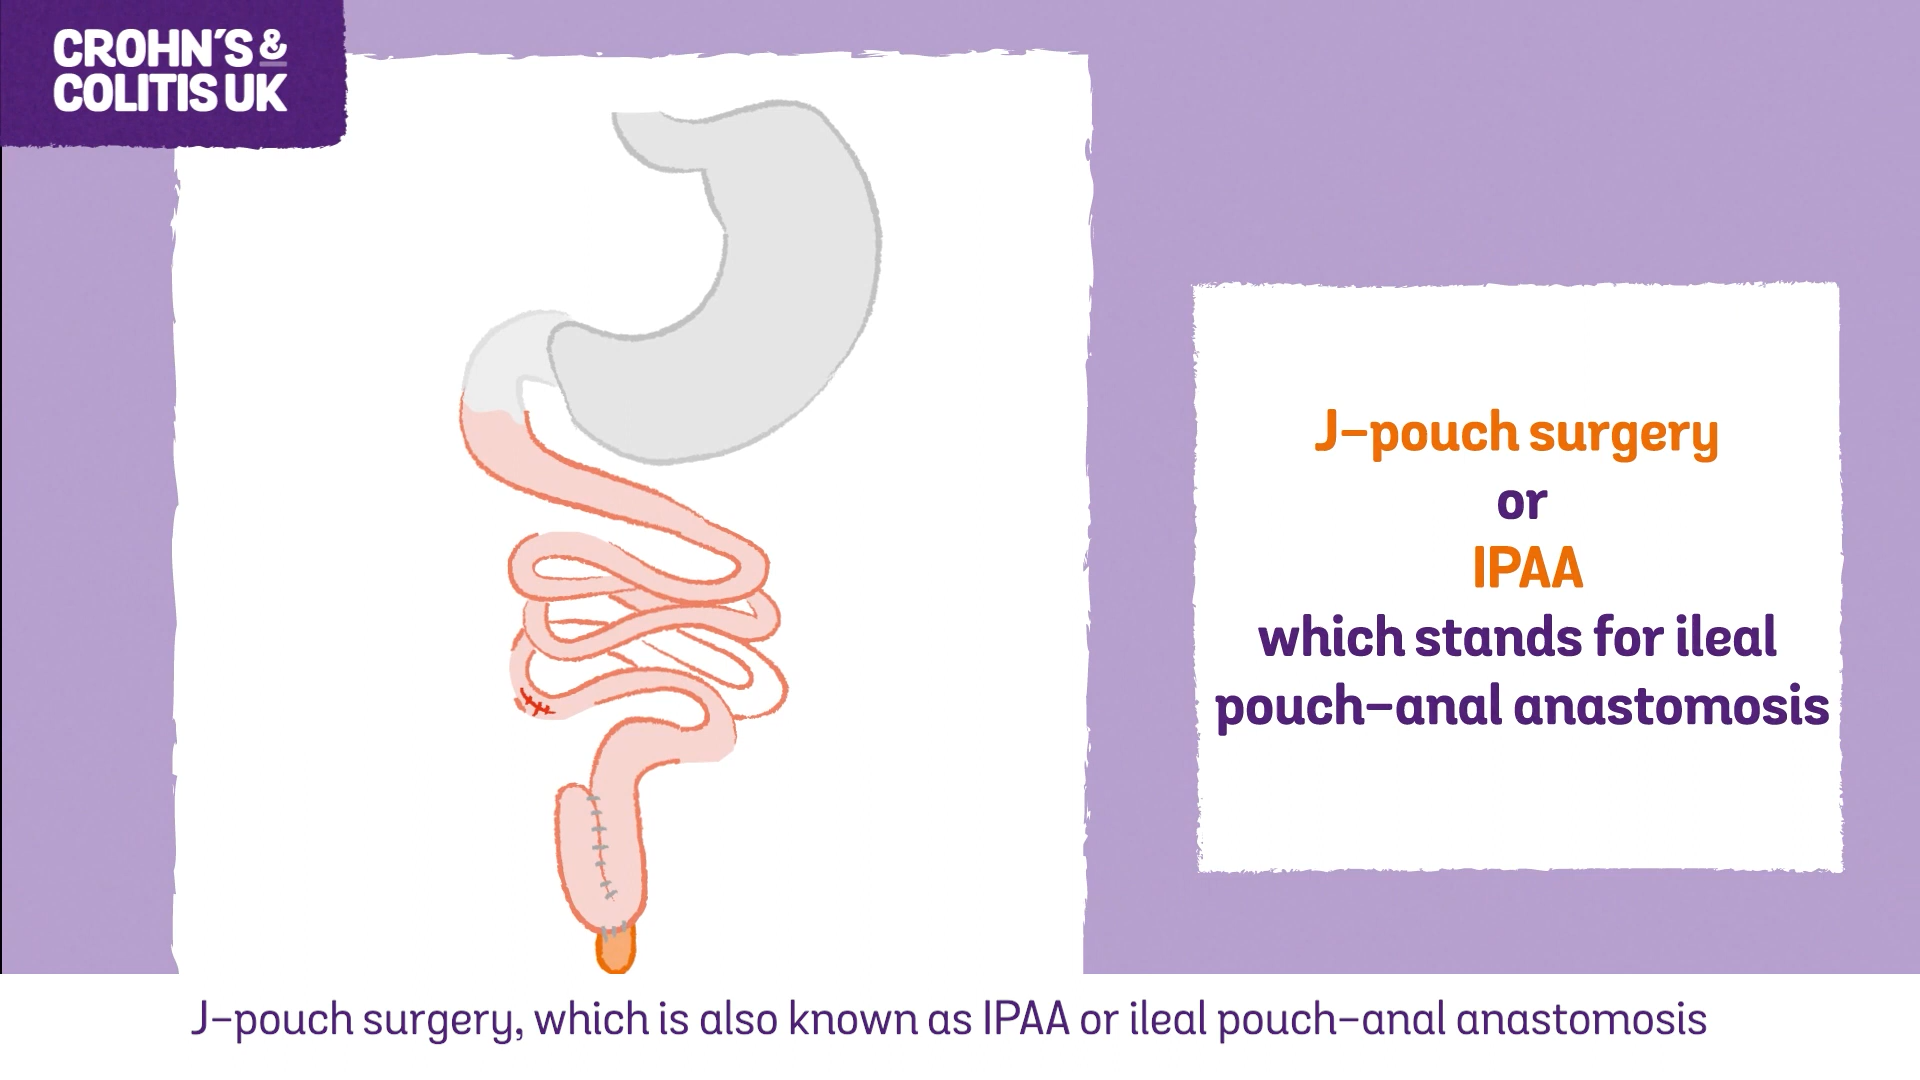 CROHN'S &
COLITIS UK
J-pouch surgery
or
IPAA
which stands for ileal
pouch-anal anastomosis
J-pouch surgery, which is also known as IPAA or ileal pouch-anal anastomosis